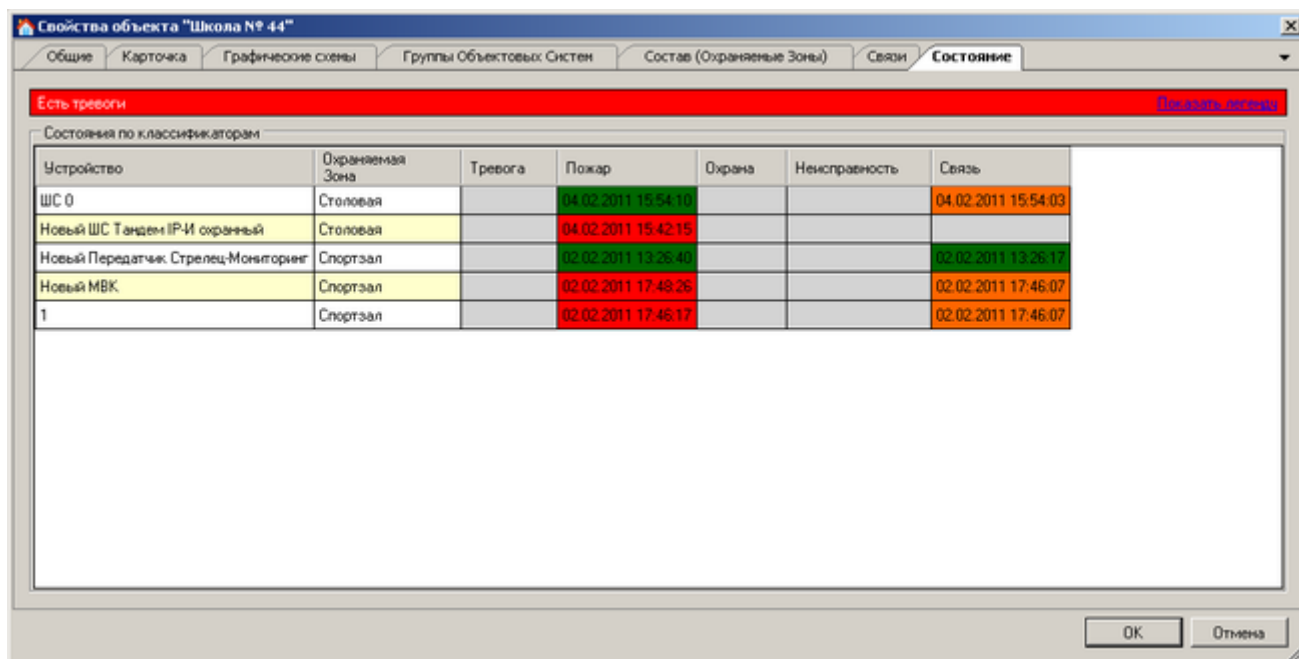 Свойства объекта "Школа № 44"
Общие Карточка Графические схемы Группы Объектовых Систем Состав (Охраняемые Зоны) Связи Состояние
Есть тревоги Показать легенду
Состояния по классификаторам
Устройство Охраняемая Зона Тревога Пожар Охрана Неисправность Связь
ШС 0 Столовая 04.02.2011 15:54:10 04.02.2011 15:54:03
Новый ШС Тандем IP-И охранный Столовая 04.02.2011 15:42:15
Новый Передатчик Стрелец-Мониторинг Спортзал 02.02.2011 13:26:40 02.02.2011 13:26:17
Новый МВК Спортзал 02.02.2011 17:48:26 02.02.2011 17:46:07
1 Спортзал 02.02.2011 17:46:17 02.02.2011 17:46:07
OK Отмена